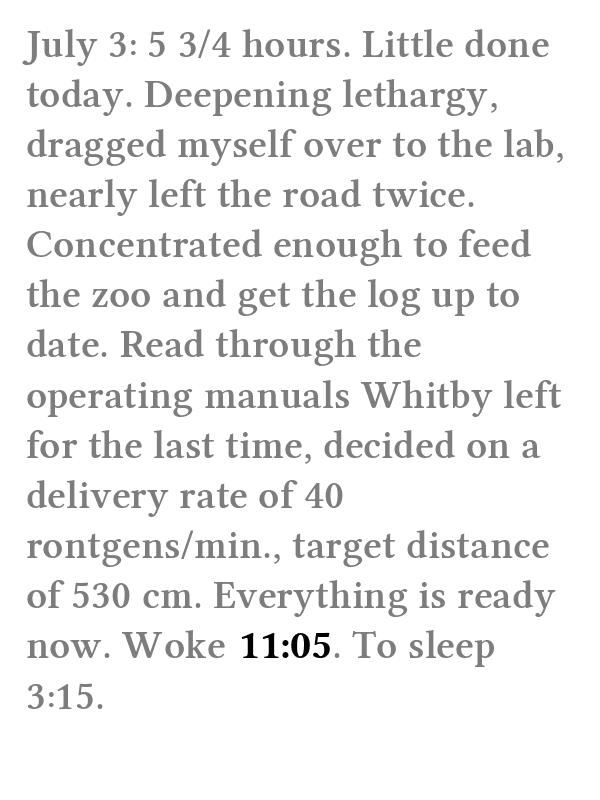 July 3: 5 3/4 hours. Little done
today. Deepening lethargy,
dragged myself over to the lab,
nearly left the road twice.
Concentrated enough to feed
the zoo and get the log up to
date. Read through the
operating manuals Whitby left
for the last time, decided on a
delivery rate of 40
rontgens/min., target distance
of 530 cm. Everything is ready
now. Woke 11:05. To sleep
3:15.